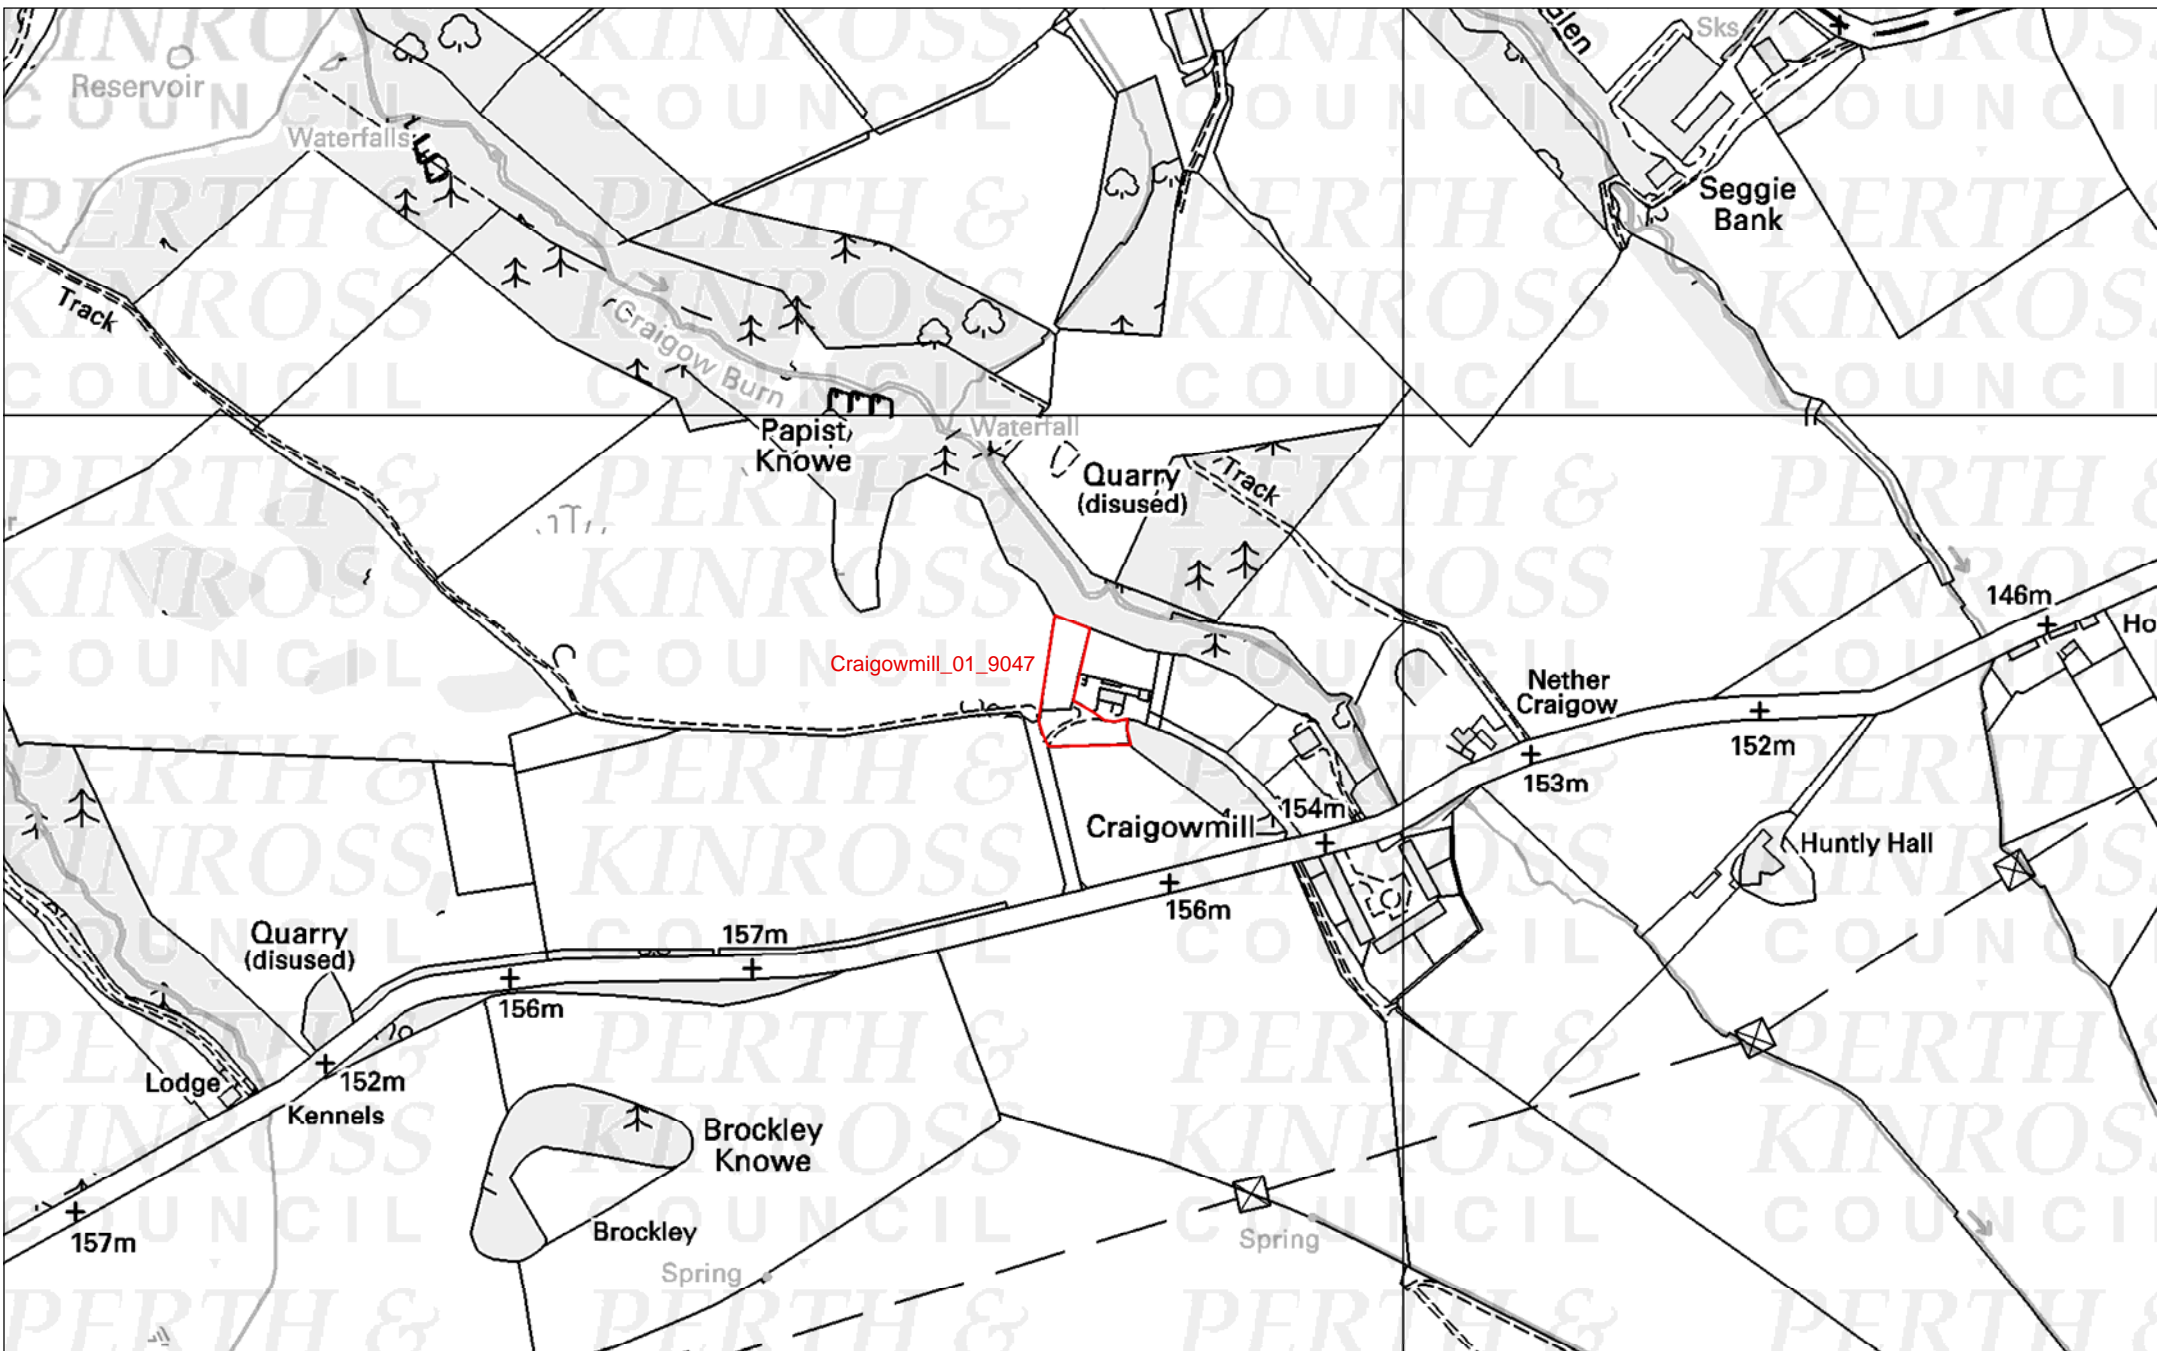 Glen
Sks
Reservoir
Waterfalls
Seggie
Bank
Track
Craigow Burn
Papist
Knowe
Waterfall
Quarry
(disused)
Track
146m
Ho
Craigowmill_01_9047
Nether
Craigow
152m
153m
154m
Craigowmill
Huntly Hall
156m
157m
Quarry
(disused)
156m
152m
Lodge
Kennels
Brockley
Knowe
157m
Brockley
Spring
Spring
PERTH &
KINROSS
COUNCIL